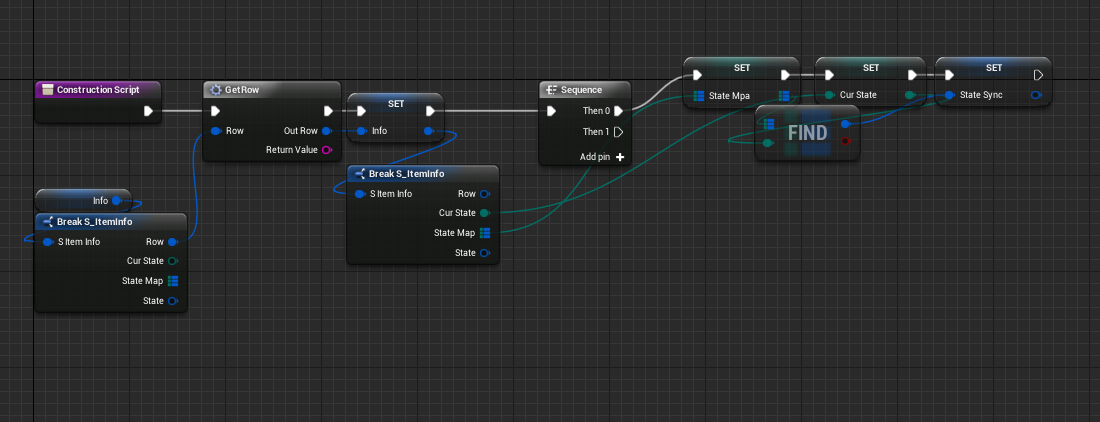 Construction Script
GetRow
Row
Out Row
Return Value
SET
Info
Sequence
Then 0
Then 1
Add pin
SET
State Mpa
SET
Cur State
SET
State Sync
FIND
Info
Break S_ItemInfo
S Item Info
Row
Cur State
State Map
State
Break S_ItemInfo
S Item Info
Row
Cur State
State Map
State